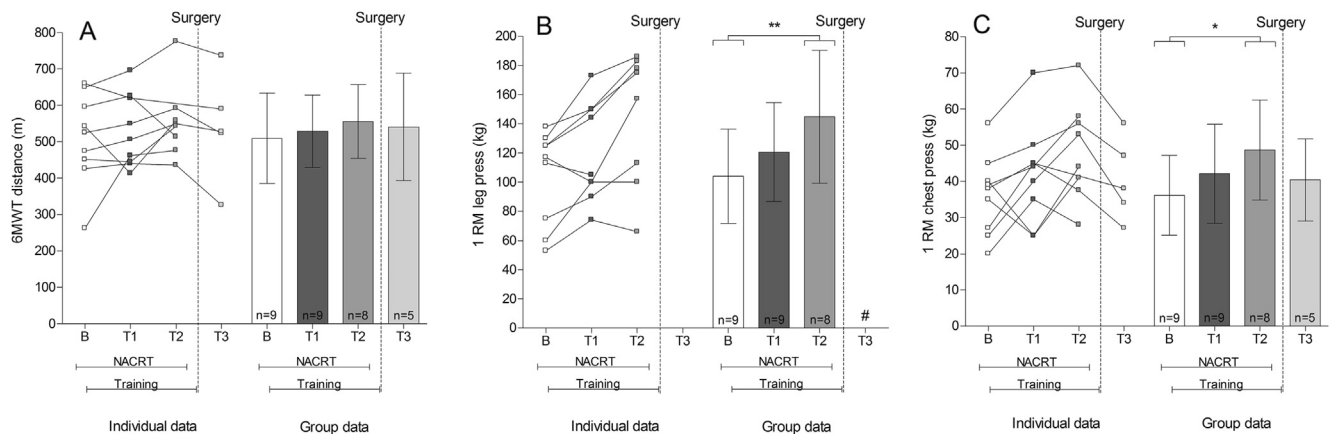 A
Surgery
Surgery
6MWT distance (m)
800
700
600
500
400
300
200
100
0
n=9
n=9
n=8
n=5
B
T1
T2
T3
B
T1
T2
T3
NACRT
NACRT
Training
Training
Individual data
Group data
B
Surgery
Surgery
**
1 RM leg press (kg)
200
180
160
140
120
100
80
60
40
20
0
n=9
n=9
n=8
#
B
T1
T2
T3
B
T1
T2
T3
NACRT
NACRT
Training
Training
Individual data
Group data
C
Surgery
Surgery
*
1 RM chest press (kg)
80
70
60
50
40
30
20
10
0
n=9
n=9
n=8
n=5
B
T1
T2
T3
B
T1
T2
T3
NACRT
NACRT
Training
Training
Individual data
Group data